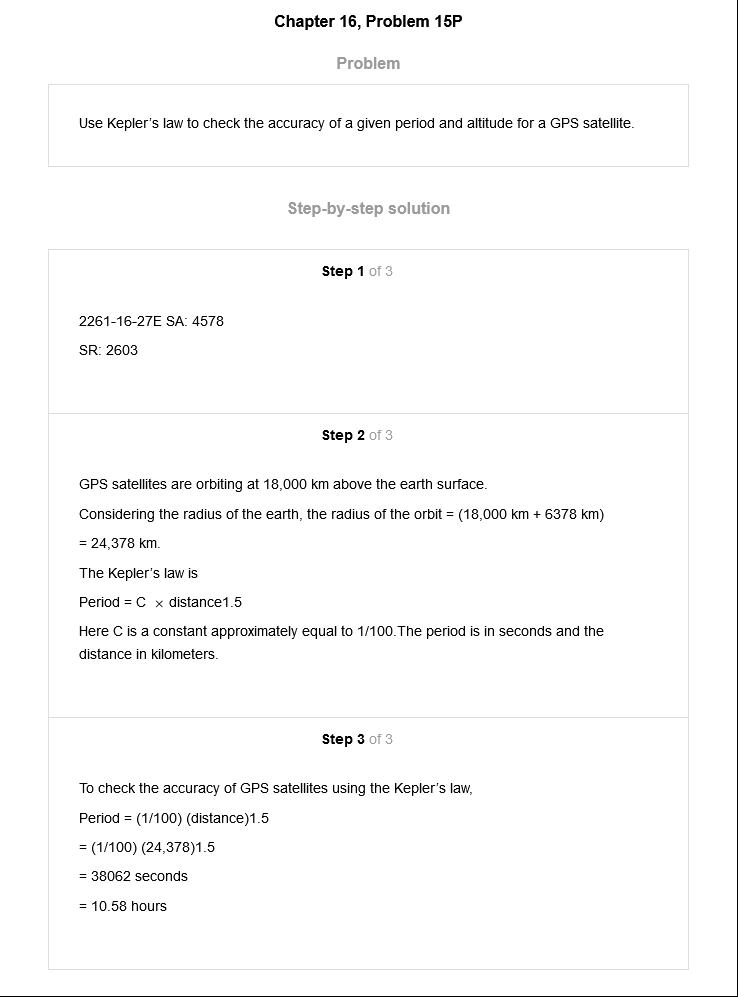 Chapter 16, Problem 15P
Problem
Use Kepler’s law to check the accuracy of a given period and altitude for a GPS satellite.
Step-by-step solution
Step 1 of 3
2261-16-27E SA: 4578
SR: 2603
Step 2 of 3
GPS satellites are orbiting at 18,000 km above the earth surface.
Considering the radius of the earth, the radius of the orbit = (18,000 km + 6378 km)
= 24,378 km.
The Kepler’s law is
Period = C × distance1.5
Here C is a constant approximately equal to 1/100.The period is in seconds and the
distance in kilometers.
Step 3 of 3
To check the accuracy of GPS satellites using the Kepler’s law,
Period = (1/100) (distance)1.5
= (1/100) (24,378)1.5
= 38062 seconds
= 10.58 hours